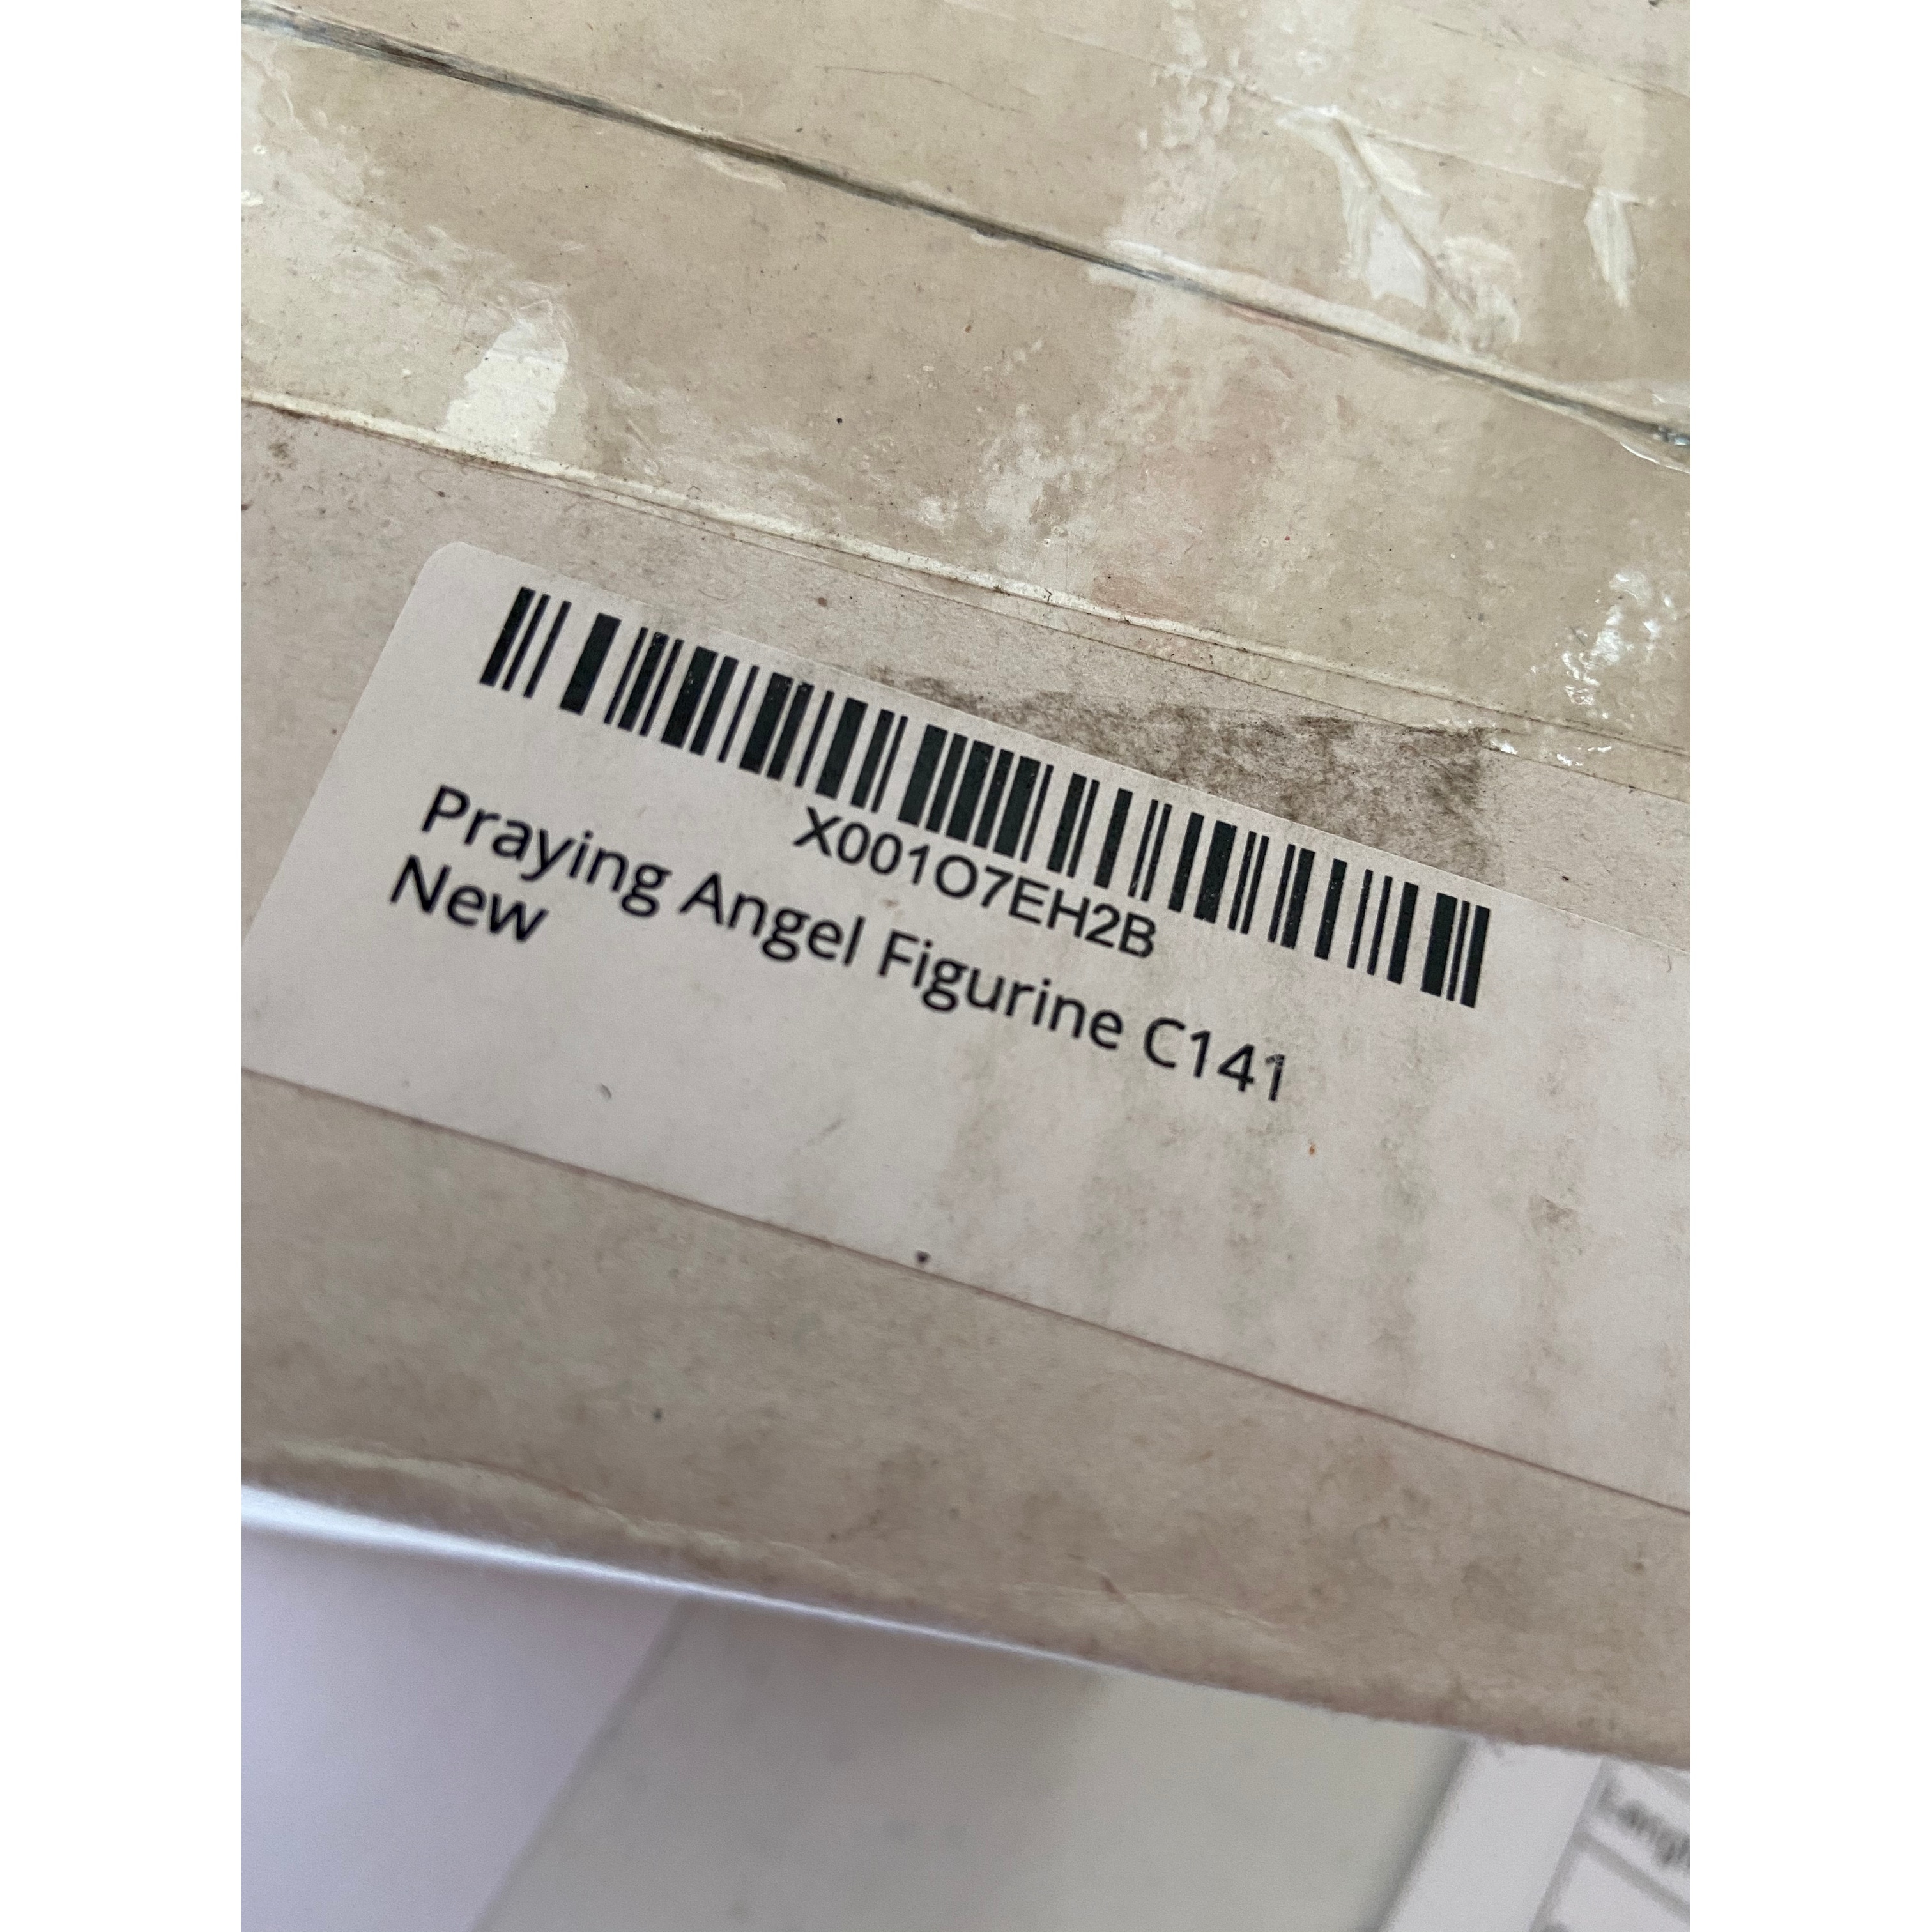 X001O7EH2B
Praying Angel Figurine C141
New